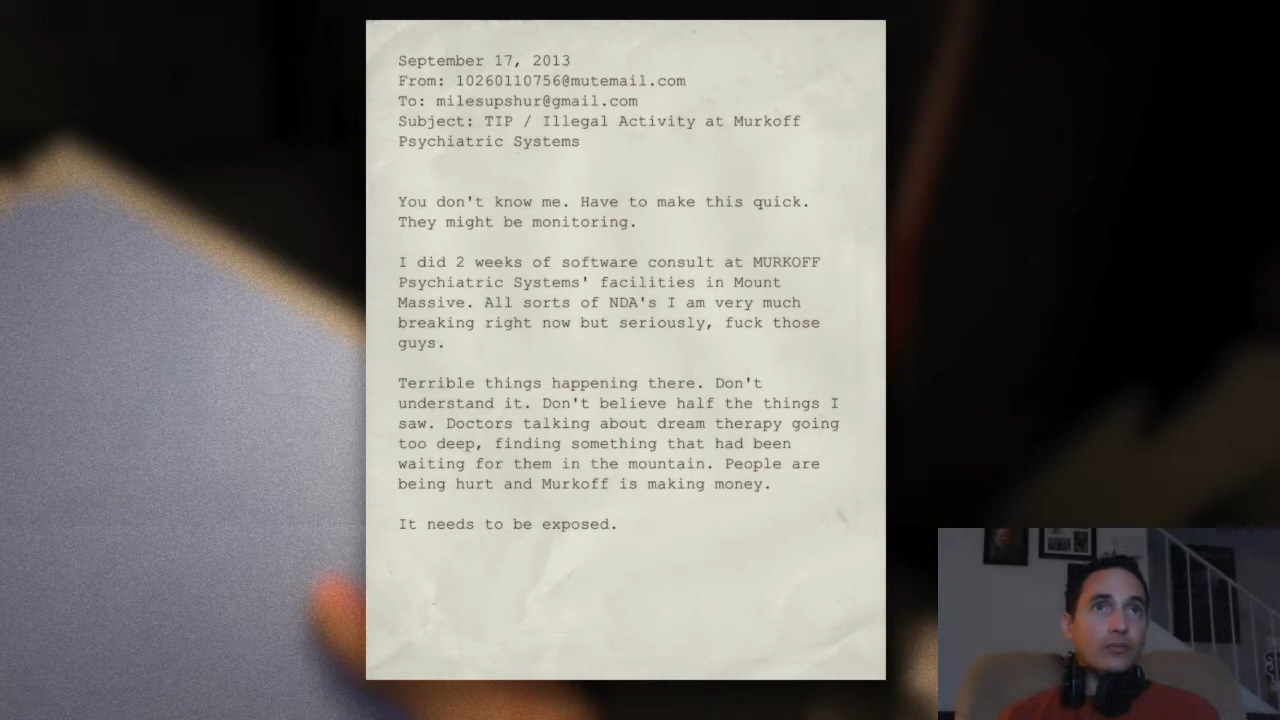 September 17, 2013
From: 10260110756@mutemail.com
To: milesupshur@gmail.com
Subject: TIP / Illegal Activity at Murkoff
Psychiatric Systems
You don't know me. Have to make this quick.
They might be monitoring.
I did 2 weeks of software consult at MURKOFF
Psychiatric Systems' facilities in Mount
Massive. All sorts of NDA's I am very much
breaking right now but seriously, fuck those
guys.
Terrible things happening there. Don't
understand it. Don't believe half the things I
saw. Doctors talking about dream therapy going
too deep, finding something that had been
waiting for them in the mountain. People are
being hurt and Murkoff is making money.
It needs to be exposed.